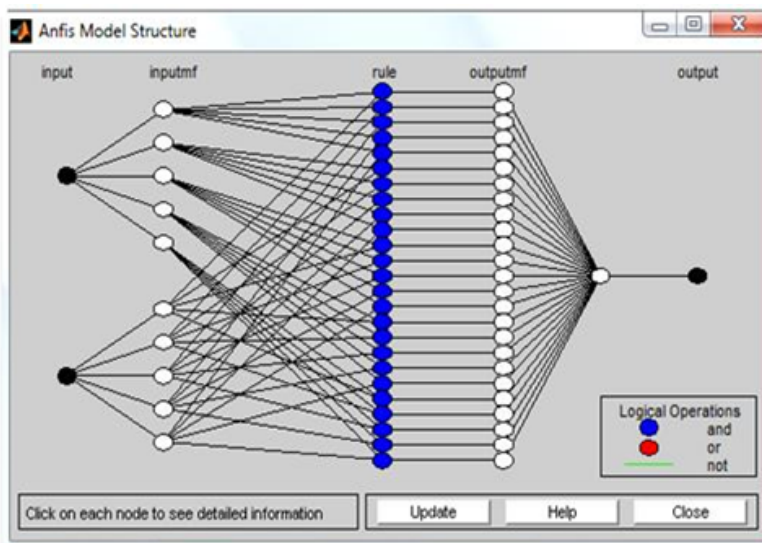 Anfis Model Structure
input inputmf rule outputmf output
Logical Operations
and
or
not
Click on each node to see detailed information
Update Help Close